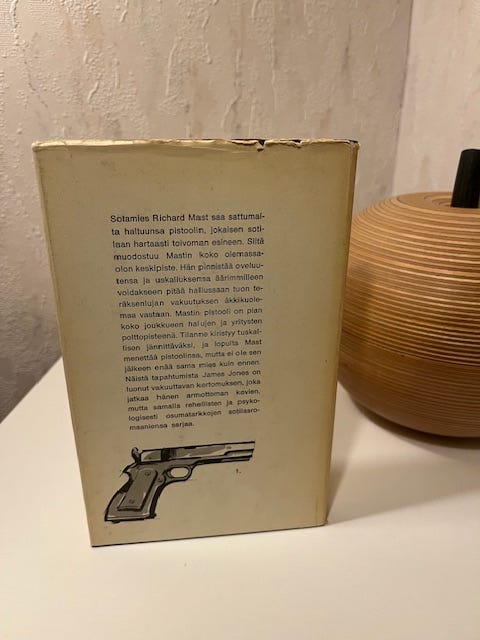 Sotamies Richard Mast saa sattumal-
ta haltuunsa pistoolin, jokaisen soti-
laan hartaasti toivoman esineen. Siitä
muodostuu Mastin koko olemassa-
olon keskipiste. Hän pinnistää oveluu-
tensa ja uskalluksensa äärimmilleen
voidakseen pitää hallussaan tuon te-
räksenlujan vakuutuksen äkkikuole-
maa vastaan. Mastin pistooli on pian
koko joukkueen halujen ja yritysten
polttopisteenä. Tilanne kiristyy tuskal-
lisen jännittäväksi, ja lopulta Mast
menettää pistoolinsa, mutta ei ole sen
jälkeen enää sama mies kuin ennen.
Näistä tapahtumista James Jones on
luonut vakuuttavan kertomuksen, joka
jatkaa hänen armottoman kovien,
mutta samalla rehellisten ja psyko-
logisesti osumatarkkojen sotilasro-
maaniensa sarjaa.